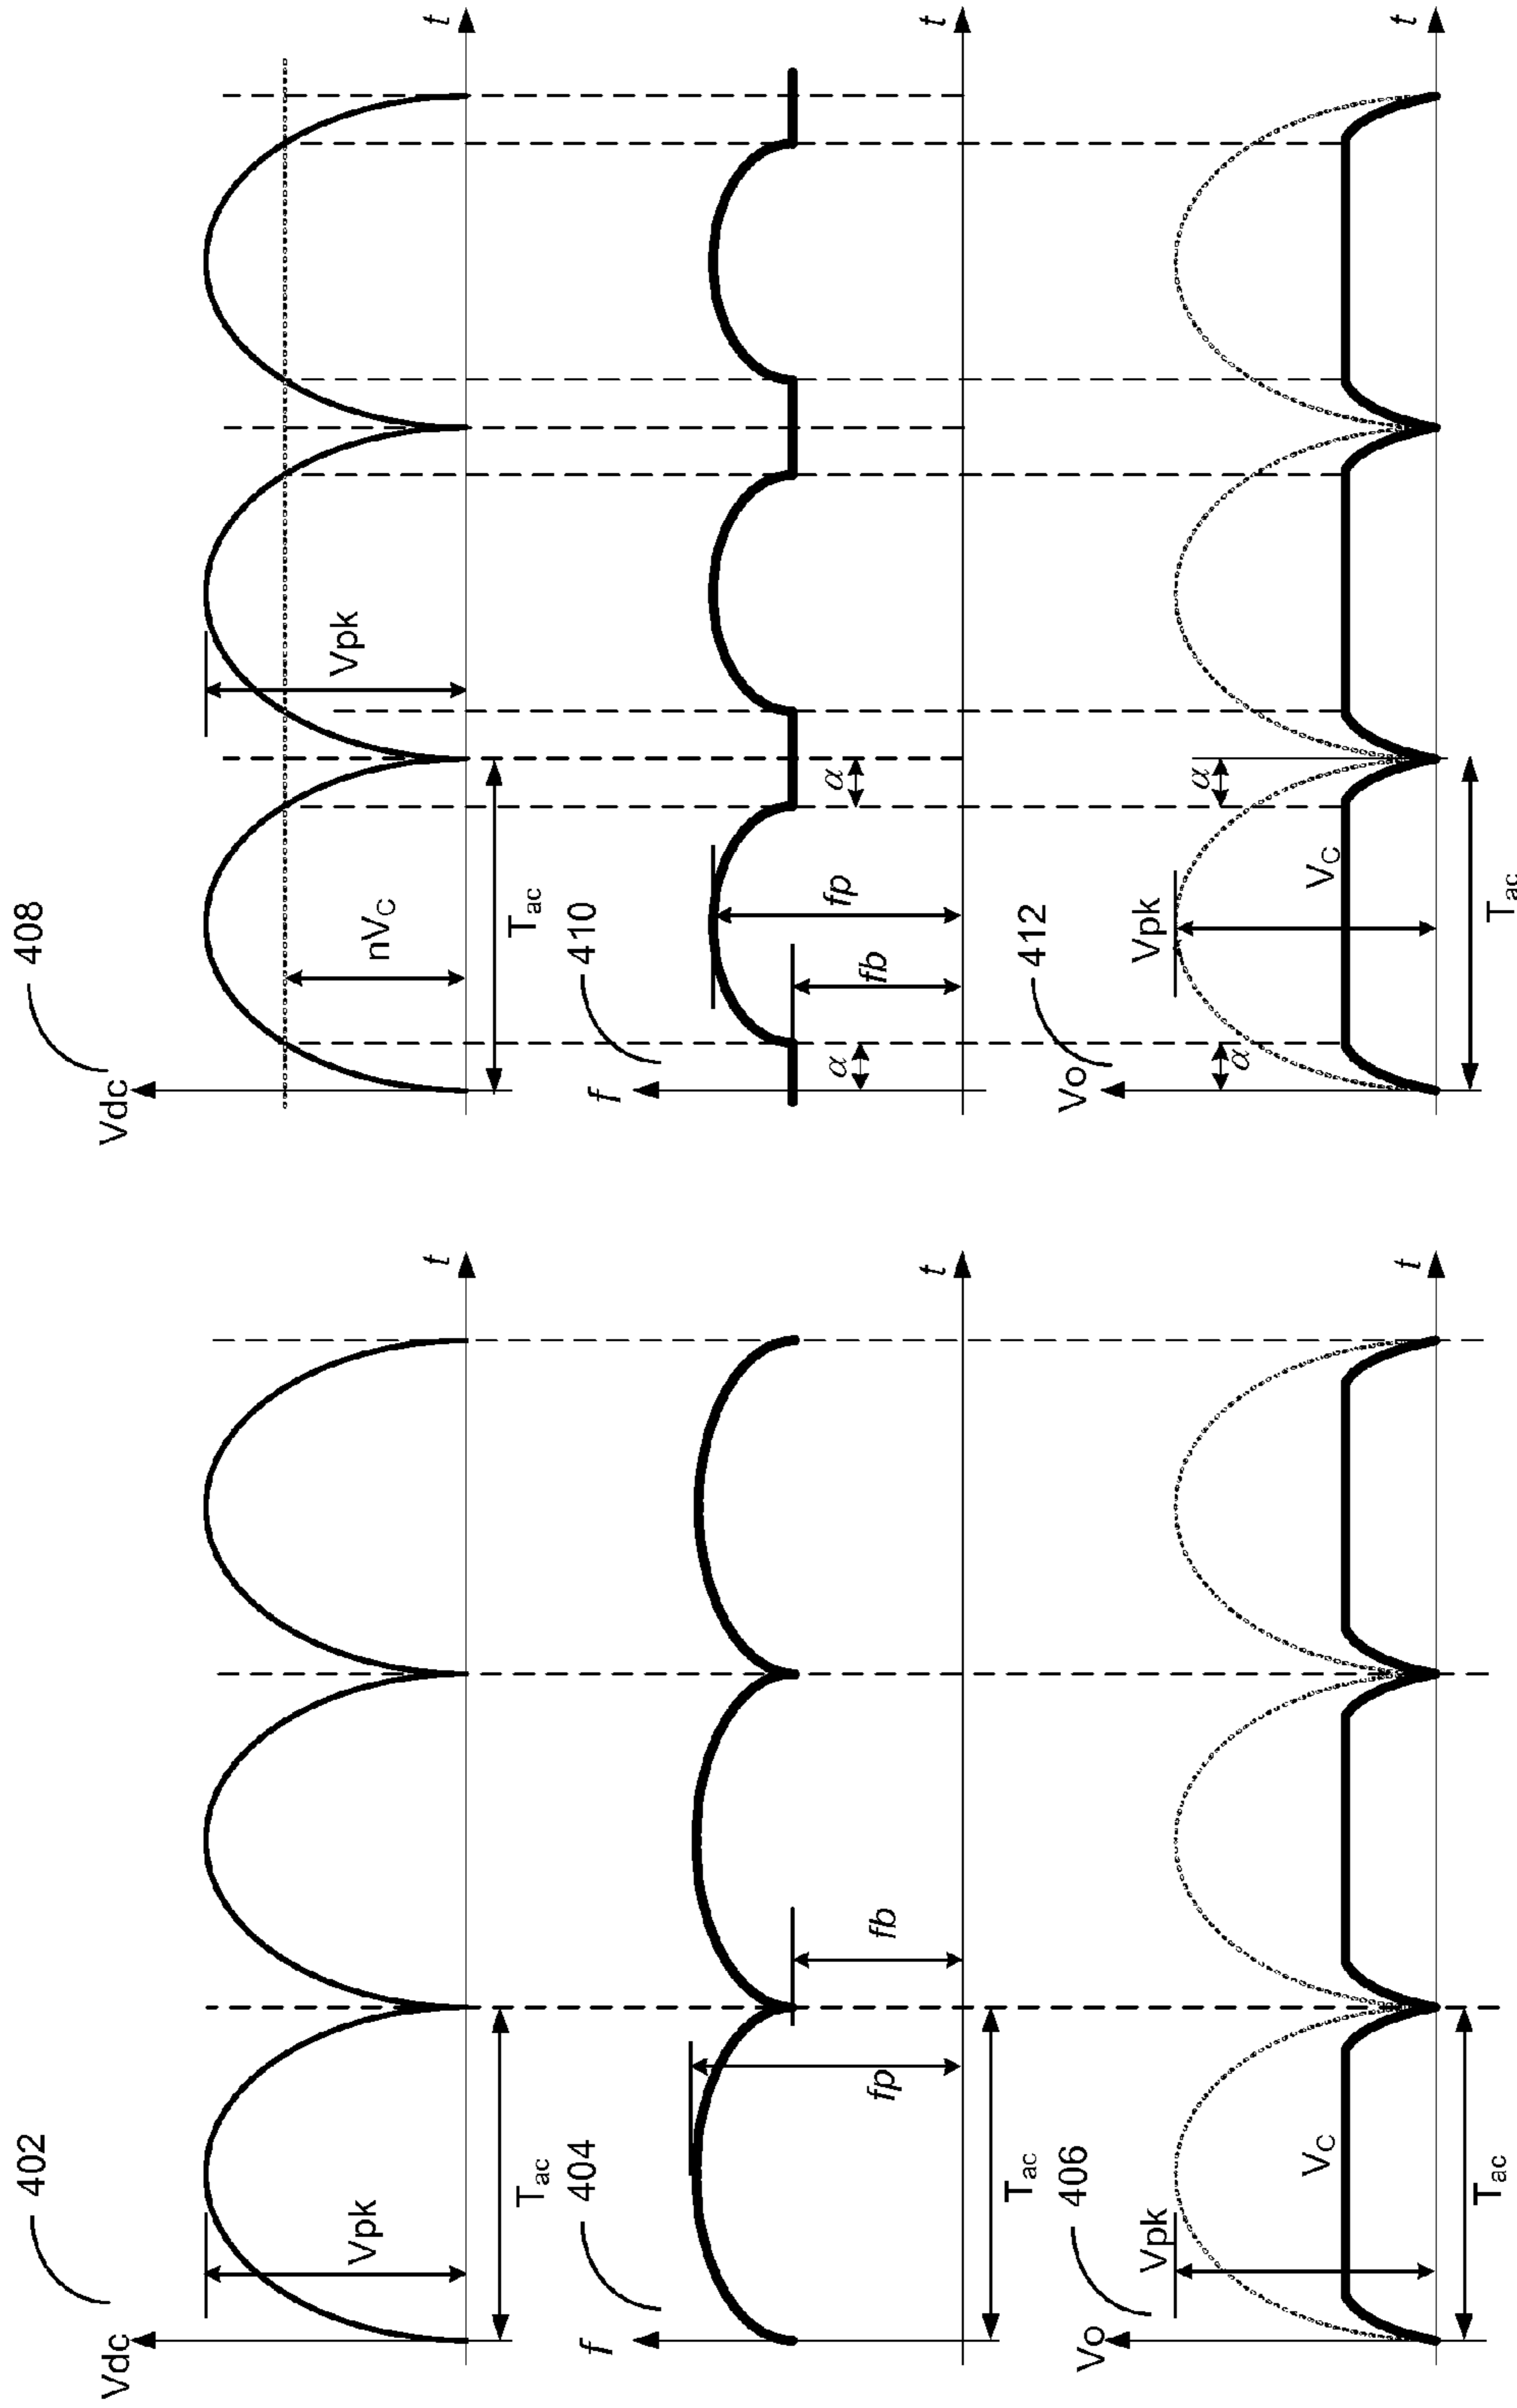 402
Vdc
Vpk
Tac
t
404
f
fp
fb
Tac
t
406
Vo
Vpk
VC
Tac
t
408
Vdc
nVC
Vpk
Tac
t
410
f
α
fb
fp
α
t
412
Vo
α
Vpk
VC
α
Tac
t